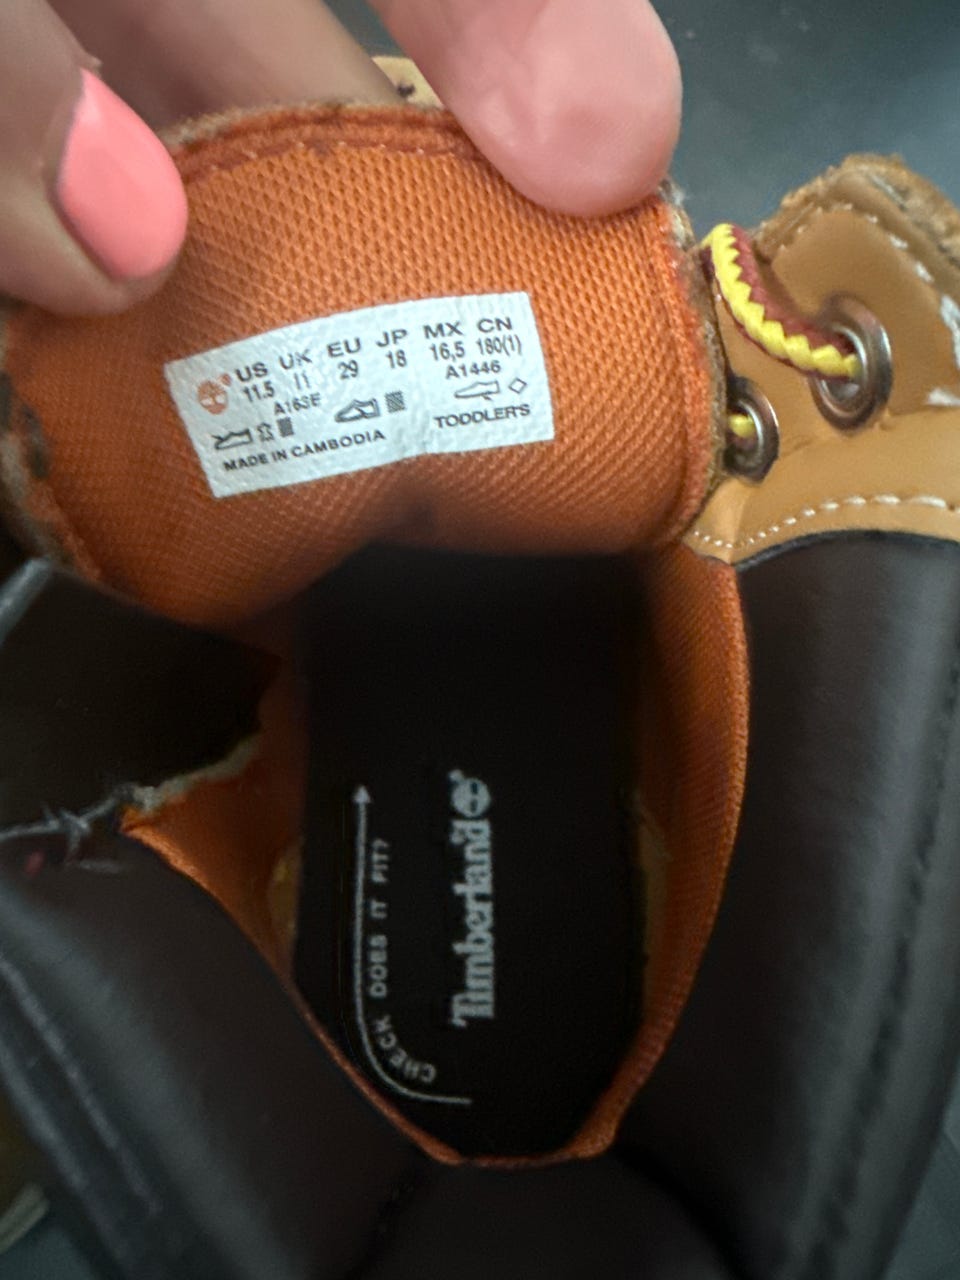 US UK EU JP MX CN
11.5 11 29 18 16,5 180(1)
A163E A1446
TODDLER'S
MADE IN CAMBODIA
Timberland
CHECK DOES IT FIT?